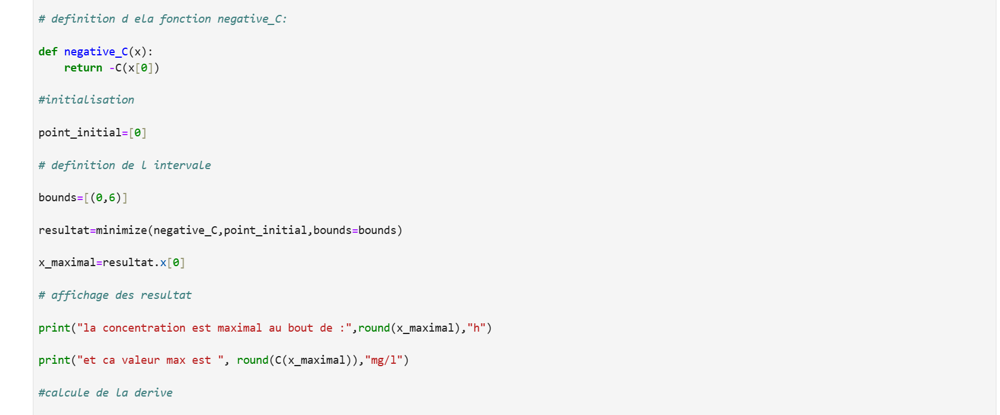 # definition d ela fonction negative_C:
def negative_C(x):
    return -C(x[0])
#initialisation
point_initial=[0]
# definition de l intervale
bounds=[(0,6)]
resultat=minimize(negative_C,point_initial,bounds=bounds)
x_maximal=resultat.x[0]
# affichage des resultat
print("la concentration est maximal au bout de :",round(x_maximal),"h")
print("et ca valeur max est ", round(C(x_maximal)),"mg/l")
#calcule de la derive